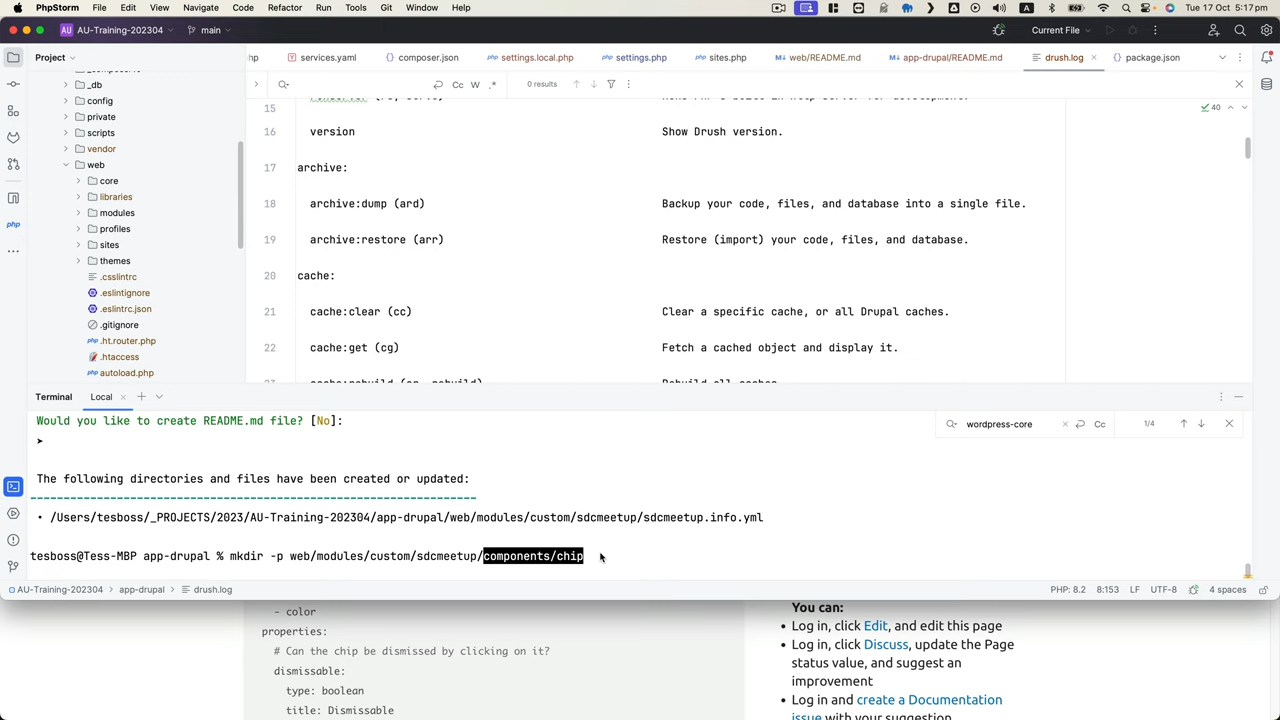 PhpStorm File Edit View Navigate Code Refactor Run Tools Git Window Help Tue 17 Oct 5:17 pm
AU AU-Training-202304 main Current File
Project
hp services.yaml composer.json settings.local.php settings.php sites.php web/README.md app-drupal/README.md drush.log package.json
Cc W .* 0 results
_db
config
private
scripts
vendor
web
core
libraries
modules
profiles
sites
themes
.csslintrc
.eslintignore
.eslintrc.json
.gitignore
.ht.router.php
.htaccess
autoload.php
php
40
15
16 version Show Drush version.
17 archive:
18 archive:dump (ard) Backup your code, files, and database into a single file.
19 archive:restore (arr) Restore (import) your code, files, and database.
20 cache:
21 cache:clear (cc) Clear a specific cache, or all Drupal caches.
22 cache:get (cg) Fetch a cached object and display it.
Terminal Local
wordpress-core Cc 1/4
Would you like to create README.md file? [No]:
➤
The following directories and files have been created or updated:
• /Users/tesboss/_PROJECTS/2023/AU-Training-202304/app-drupal/web/modules/custom/sdcmeetup/sdcmeetup.info.yml
tesboss@Tess-MBP app-drupal % mkdir -p web/modules/custom/sdcmeetup/components/chip
AU-Training-202304 > app-drupal > drush.log PHP: 8.2 8:153 LF UTF-8 4 spaces
- color
properties:
# Can the chip be dismissed by clicking on it?
dismissable:
type: boolean
title: Dismissable
You can:
• Log in, click Edit, and edit this page
• Log in, click Discuss, update the Page
status value, and suggest an
improvement
• Log in and create a Documentation
issue with your suggestion